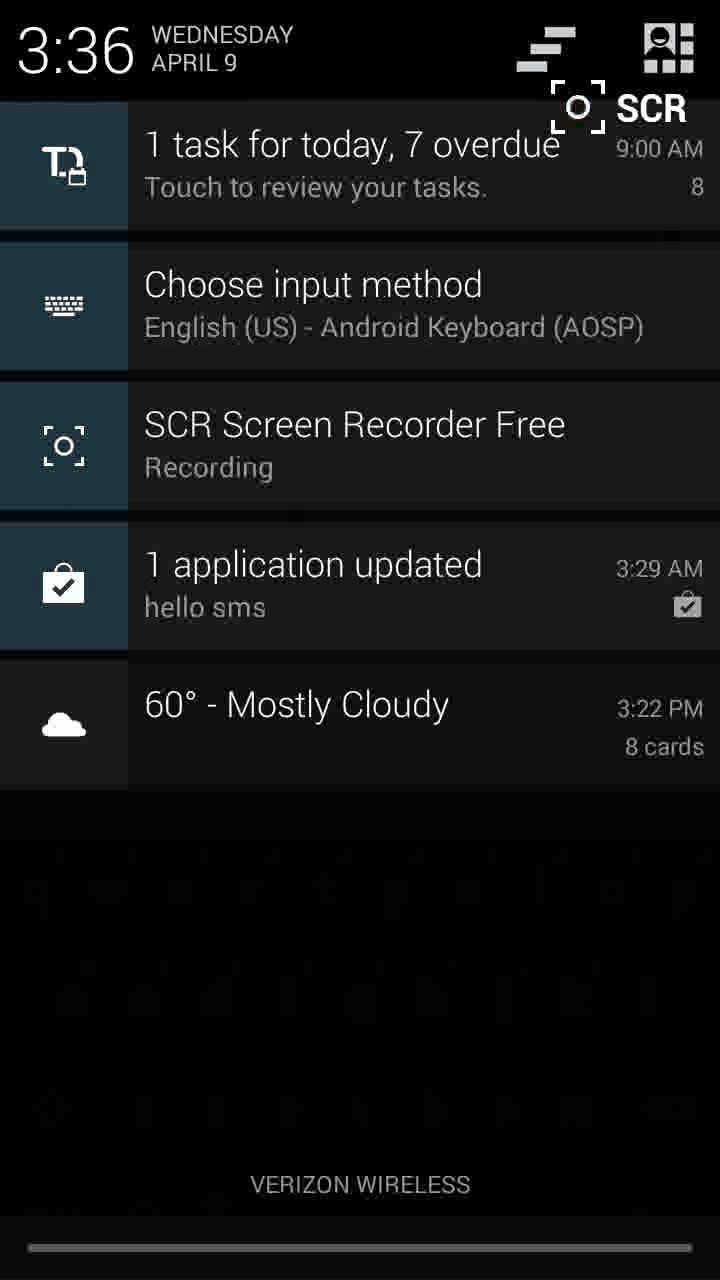 3:36
WEDNESDAY
APRIL 9
SCR
1 task for today, 7 overdue
9:00 AM
Touch to review your tasks.
8
Choose input method
English (US) - Android Keyboard (AOSP)
SCR Screen Recorder Free
Recording
1 application updated
3:29 AM
hello sms
60° - Mostly Cloudy
3:22 PM
8 cards
VERIZON WIRELESS